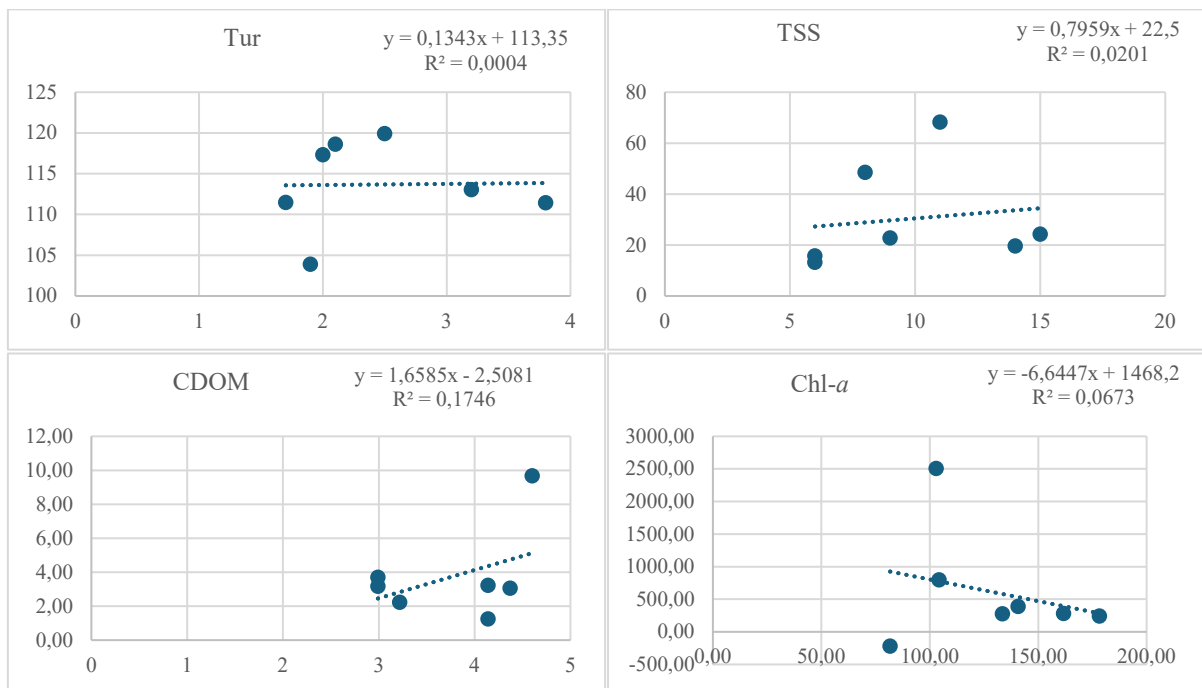 Tur
y = 0,1343x + 113,35
R² = 0,0004
125
120
115
110
105
100
0 1 2 3 4
TSS
y = 0,7959x + 22,5
R² = 0,0201
80
60
40
20
0
0 5 10 15 20
CDOM
y = 1,6585x - 2,5081
R² = 0,1746
12,00
10,00
8,00
6,00
4,00
2,00
0,00
0 1 2 3 4 5
Chl-a
y = -6,6447x + 1468,2
R² = 0,0673
3000,00
2500,00
2000,00
1500,00
1000,00
500,00
0,00
-500,00
0,00 50,00 100,00 150,00 200,00